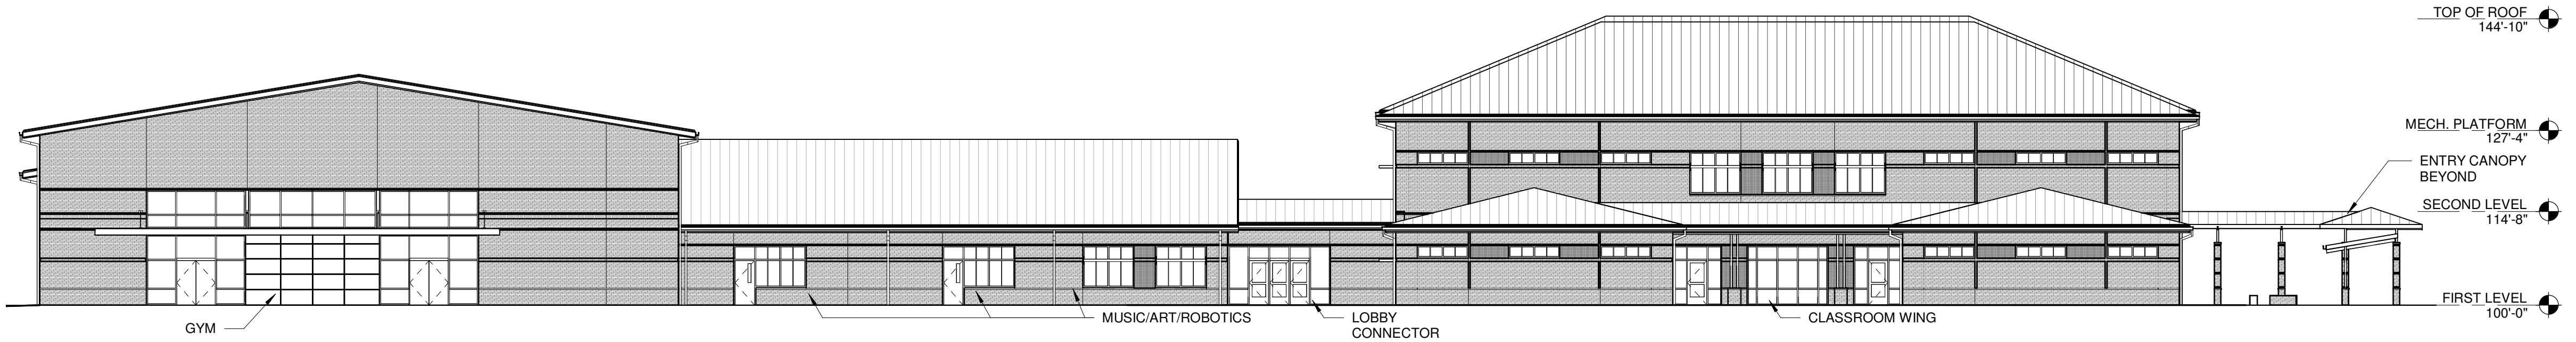 TOP OF ROOF
144'-10"
MECH. PLATFORM
127'-4"
ENTRY CANOPY
BEYOND
SECOND LEVEL
114'-8"
FIRST LEVEL
100'-0"
GYM
MUSIC/ART/ROBOTICS
LOBBY
CONNECTOR
CLASSROOM WING